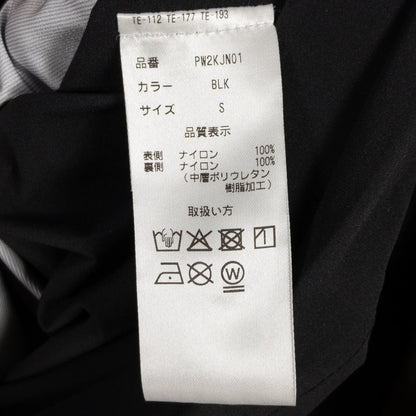 TE-112 TE-177 TE-193
品番 PW2KJN01
カラー BLK
サイズ S
品質表示
表側 ナイロン 100%
裏側 ナイロン 100%
(中層ポリウレタン
樹脂加工)
取扱い方
W